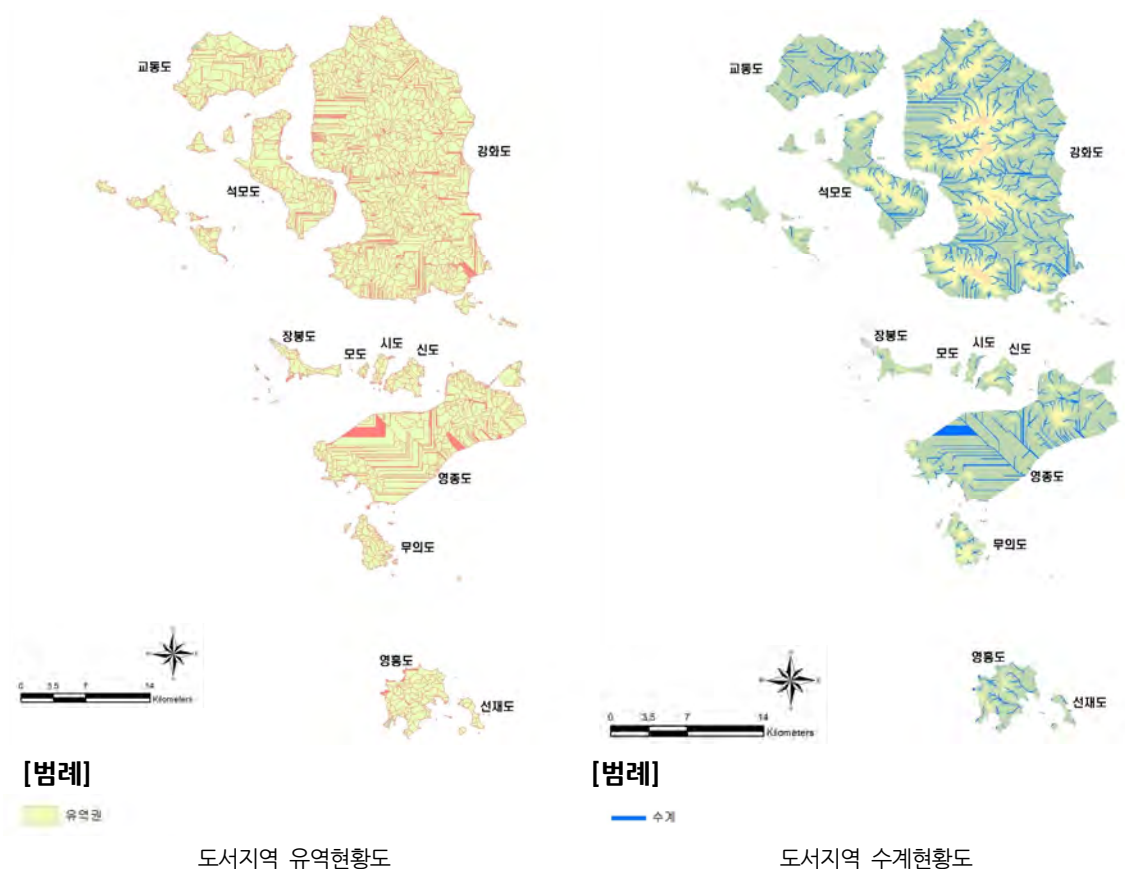 교통도
강화도
석모도
장봉도
모도
시도
신도
영종도
무의도
영흥도
선재도
0 3.5 7 14
Kilometers
[범례]
유역권
도서지역 유역현황도
교통도
강화도
석모도
장봉도
모도
시도
신도
영종도
무의도
영흥도
선재도
0 3.5 7 14
Kilometers
[범례]
수계
도서지역 수계현황도